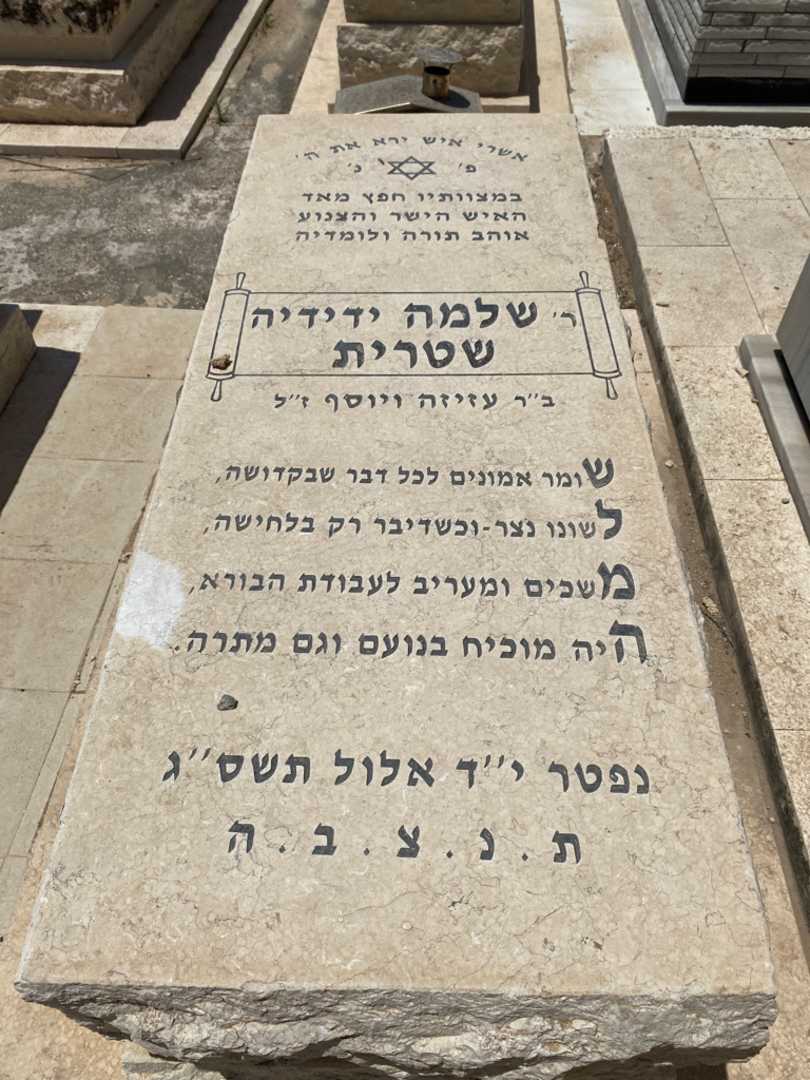 אשרי איש ירא את ה'
פ' נ'
במצוותיו חפץ מאד
האיש הישר והצנוע
אוהב תורה ולומדיה
ר' שלמה ידידיה
שטרית
ב"ר עזיזה ויוסף ז"ל
שומר אמונים לכל דבר שבקדושה,
לשונו נצר-וכשדיבר רק בלחישה,
משכים ומעריב לעבודת הבורא,
היה מוכיח בנועם וגם מתרה.
נפטר י"ד אלול תשס"ג
ת . נ . צ . ב . ה